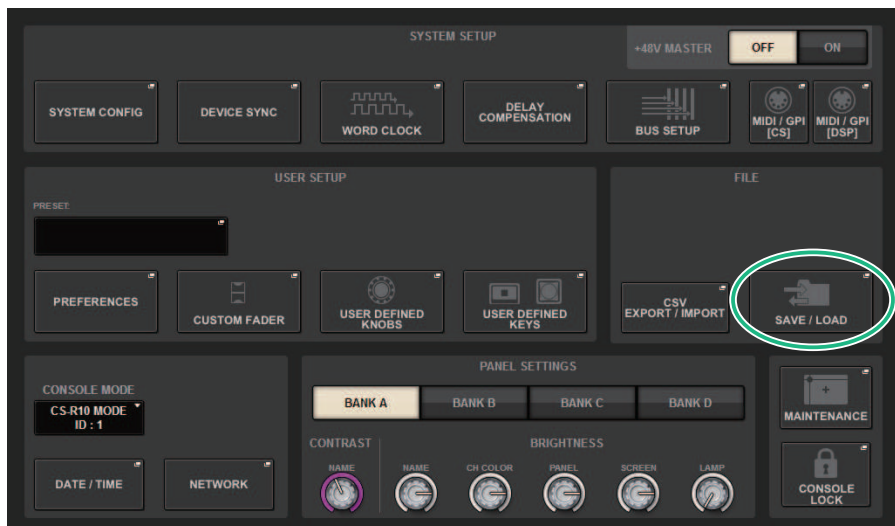 SYSTEM SETUP
+48V MASTER
OFF
ON
SYSTEM CONFIG
DEVICE SYNC
WORD CLOCK
DELAY
COMPENSATION
BUS SETUP
MIDI / GPI
[CS]
MIDI / GPI
[DSP]
USER SETUP
PRESET
PREFERENCES
CUSTOM FADER
USER DEFINED
KNOBS
USER DEFINED
KEYS
FILE
CSV
EXPORT / IMPORT
SAVE / LOAD
CONSOLE MODE
CS-R10 MODE
ID : 1
DATE / TIME
NETWORK
PANEL SETTINGS
BANK A
BANK B
BANK C
BANK D
CONTRAST
BRIGHTNESS
NAME
NAME
CH COLOR
PANEL
SCREEN
LAMP
MAINTENANCE
CONSOLE
LOCK